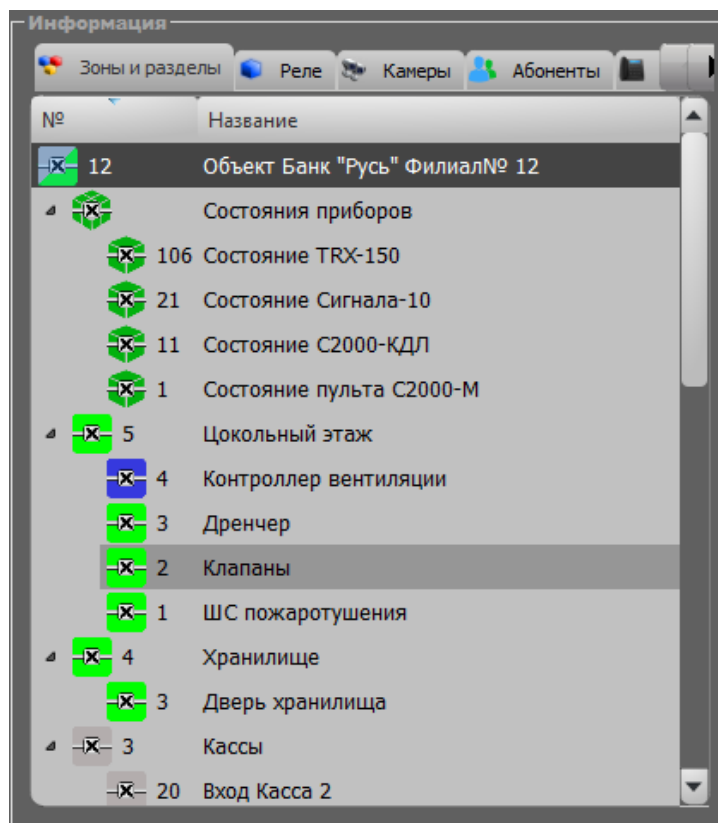 Информация
Зоны и разделы Реле Камеры Абоненты
№ Название
12 Объект Банк "Русь" Филиал№ 12
Состояния приборов
106 Состояние TRX-150
21 Состояние Сигнала-10
11 Состояние С2000-КДЛ
1 Состояние пульта С2000-М
5 Цокольный этаж
4 Контроллер вентиляции
3 Дренчер
2 Клапаны
1 ШС пожаротушения
4 Хранилище
3 Дверь хранилища
3 Кассы
20 Вход Касса 2